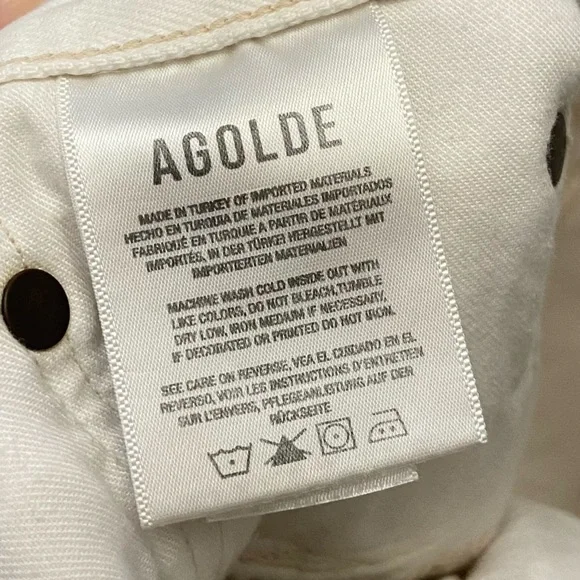 AGOLDE
MADE IN TURKEY OF IMPORTED MATERIALS
HECHO EN TURQUIA DE MATERIALES IMPORTADOS
FABRIQUÉ EN TURQUIE A PARTIR DE MATÉRIAUX
IMPORTÉS, IN DER TÜRKEI HERGESTELLT MIT
IMPORTIERTEN MATERIALIEN
MACHINE WASH COLD INSIDE OUT WITH
LIKE COLORS, DO NOT BLEACH,TUMBLE
DRY LOW, IRON MEDIUM IF NECESSARY,
IF DECORATED OR PRINTED DO NOT IRON.
SEE CARE ON REVERSE, VEA EL CUIDADO EN EL
REVERSO, VOIR LES INSTRUCTIONS D'ENTRETIEN
SUR L'ENVERS, PFLEGEANLEITUNG AUF DER
RÜCKSEITE